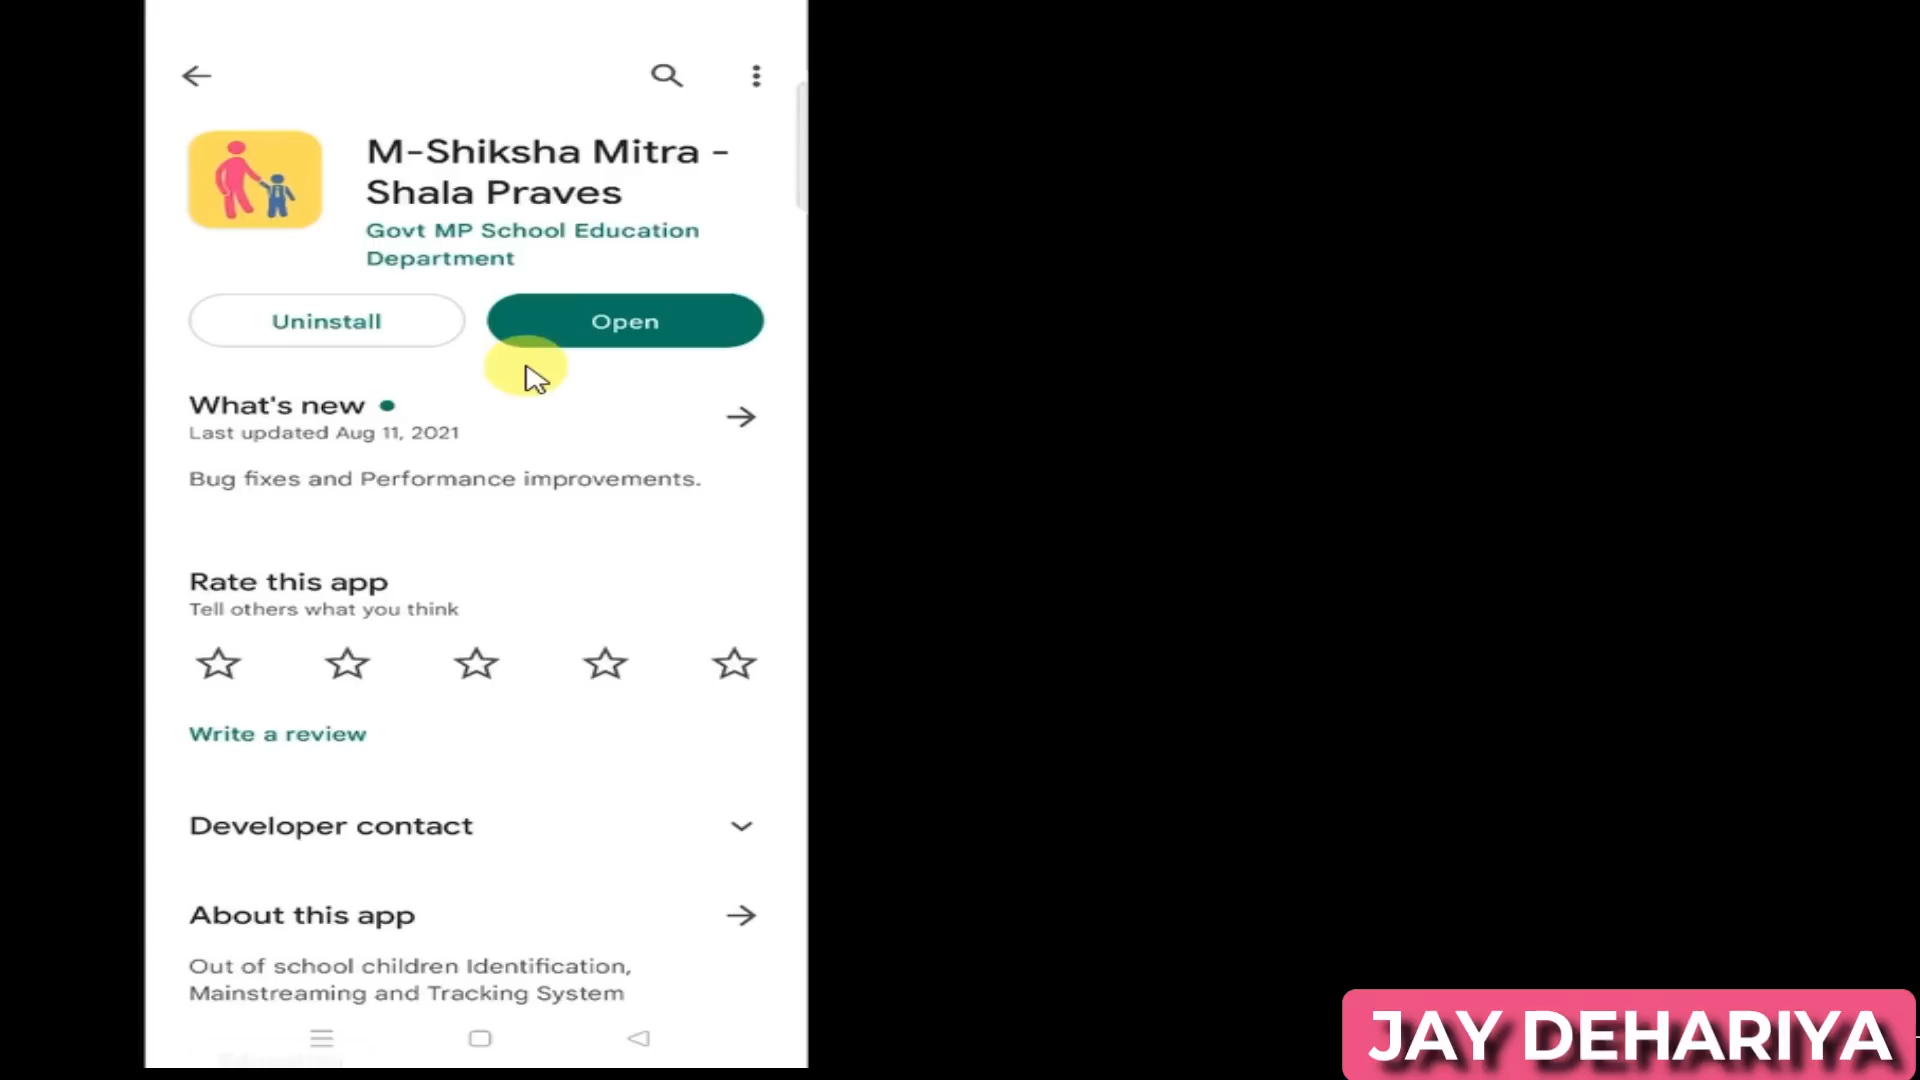 M-Shiksha Mitra -
Shala Praves
Govt MP School Education
Department
Uninstall
Open
What's new
Last updated Aug 11, 2021
Bug fixes and Performance improvements.
Rate this app
Tell others what you think
Write a review
Developer contact
About this app
Out of school children Identification,
Mainstreaming and Tracking System
JAY DEHARIYA